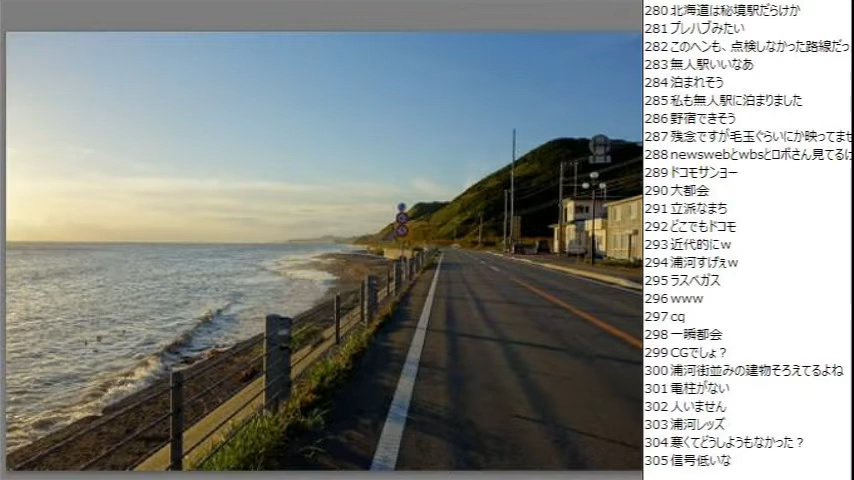 280 北海道は秘境駅だらけか
281 プレハブみたい
282 このヘンも、点検しなかった路線だっ
283 無人駅いいなあ
284 泊まれそう
285 私も無人駅に泊まりました
286 野宿できそう
287 残念ですが毛玉ぐらいにか映ってませ
288 newswebとwbsとロボさん見てるけ
289 ドコモサンヨー
290 大都会
291 立派なまち
292 どこでもドコモ
293 近代的にw
294 浦河すげぇw
295 ラスベガス
296 www
297 cq
298 一瞬都会
299 CGでしょ？
300 浦河街並みの建物そろえてるよね
301 電柱がない
302 人いません
303 浦河レッズ
304 寒くてどうしようもなかった？
305 信号低いな